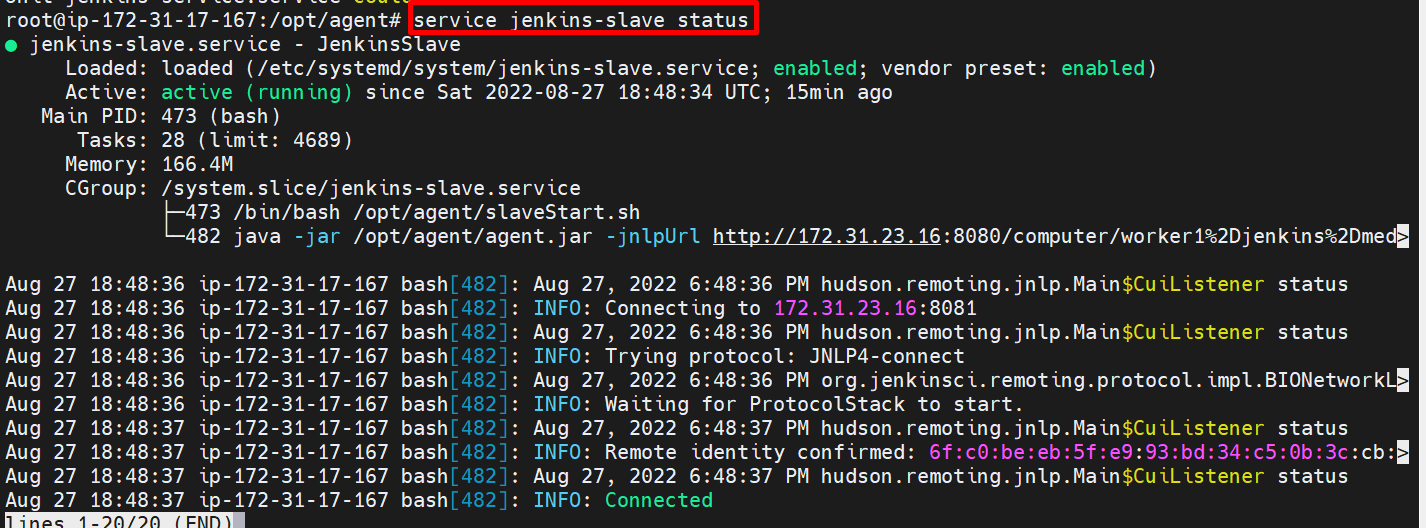 root@ip-172-31-17-167:/opt/agent# service jenkins-slave status
● jenkins-slave.service - JenkinsSlave
Loaded: loaded (/etc/systemd/system/jenkins-slave.service; enabled; vendor preset: enabled)
Active: active (running) since Sat 2022-08-27 18:48:34 UTC; 15min ago
Main PID: 473 (bash)
Tasks: 28 (limit: 4689)
Memory: 166.4M
CGroup: /system.slice/jenkins-slave.service
├─473 /bin/bash /opt/agent/slaveStart.sh
└─482 java -jar /opt/agent/agent.jar -jnlpUrl http://172.31.23.16:8080/computer/worker1%2Djenkins%2Dmed>
Aug 27 18:48:36 ip-172-31-17-167 bash[482]: Aug 27, 2022 6:48:36 PM hudson.remoting.jnlp.Main$CuiListener status
Aug 27 18:48:36 ip-172-31-17-167 bash[482]: INFO: Connecting to 172.31.23.16:8081
Aug 27 18:48:36 ip-172-31-17-167 bash[482]: Aug 27, 2022 6:48:36 PM hudson.remoting.jnlp.Main$CuiListener status
Aug 27 18:48:36 ip-172-31-17-167 bash[482]: INFO: Trying protocol: JNLP4-connect
Aug 27 18:48:36 ip-172-31-17-167 bash[482]: Aug 27, 2022 6:48:36 PM org.jenkinsci.remoting.protocol.impl.BIONetworkL>
Aug 27 18:48:36 ip-172-31-17-167 bash[482]: INFO: Waiting for ProtocolStack to start.
Aug 27 18:48:37 ip-172-31-17-167 bash[482]: Aug 27, 2022 6:48:37 PM hudson.remoting.jnlp.Main$CuiListener status
Aug 27 18:48:37 ip-172-31-17-167 bash[482]: INFO: Remote identity confirmed: 6f:c0:be:eb:5f:e9:93:bd:34:c5:0b:3c:cb:>
Aug 27 18:48:37 ip-172-31-17-167 bash[482]: Aug 27, 2022 6:48:37 PM hudson.remoting.jnlp.Main$CuiListener status
Aug 27 18:48:37 ip-172-31-17-167 bash[482]: INFO: Connected
lines 1-20/20 (END)